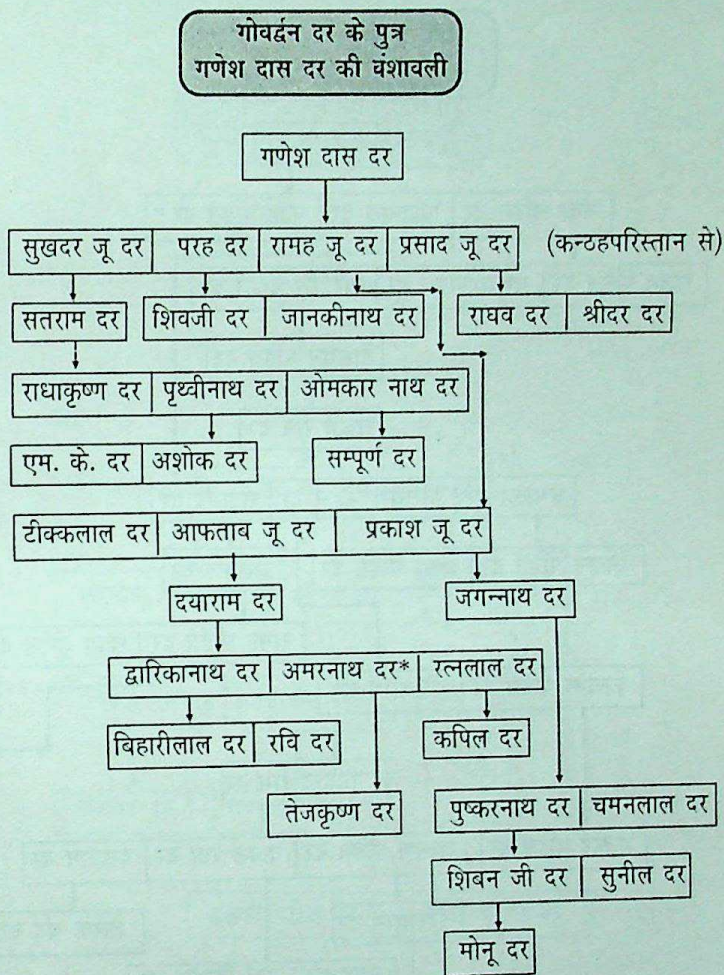 गोवर्द्वन दर के पुत्र
गणेश दास दर की वंशावली
गणेश दास दर
सुखदर जू दर परह दर रामह जू दर प्रसाद जू दर (कन्ठहपरिस्तान से)
सतराम दर शिवजी दर जानकीनाथ दर राघव दर श्रीदर दर
राधाकृष्ण दर पृथ्वीनाथ दर ओमकार नाथ दर
एम. के. दर अशोक दर सम्पूर्ण दर
टीक्कलाल दर आफताब जू दर प्रकाश जू दर
दयाराम दर जगन्नाथ दर
द्वारिकानाथ दर अमरनाथ दर* रत्नलाल दर
बिहारीलाल दर रवि दर कपिल दर
तेजकृष्ण दर पुष्करनाथ दर चमनलाल दर
शिबन जी दर सुनील दर
मोनू दर